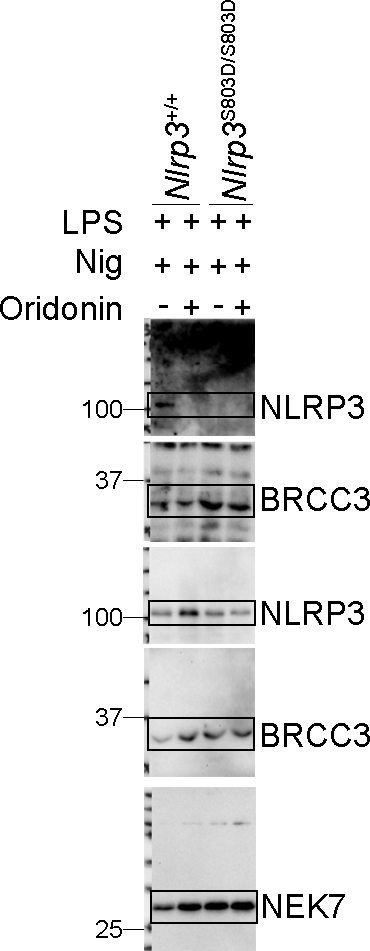 Nlrp3+/+
Nlrp3S803D/S803D
LPS + + + +
Nig + + + +
Oridonin - + - +
100 NLRP3
37
BRCC3
100 NLRP3
37
BRCC3
NEK7
25